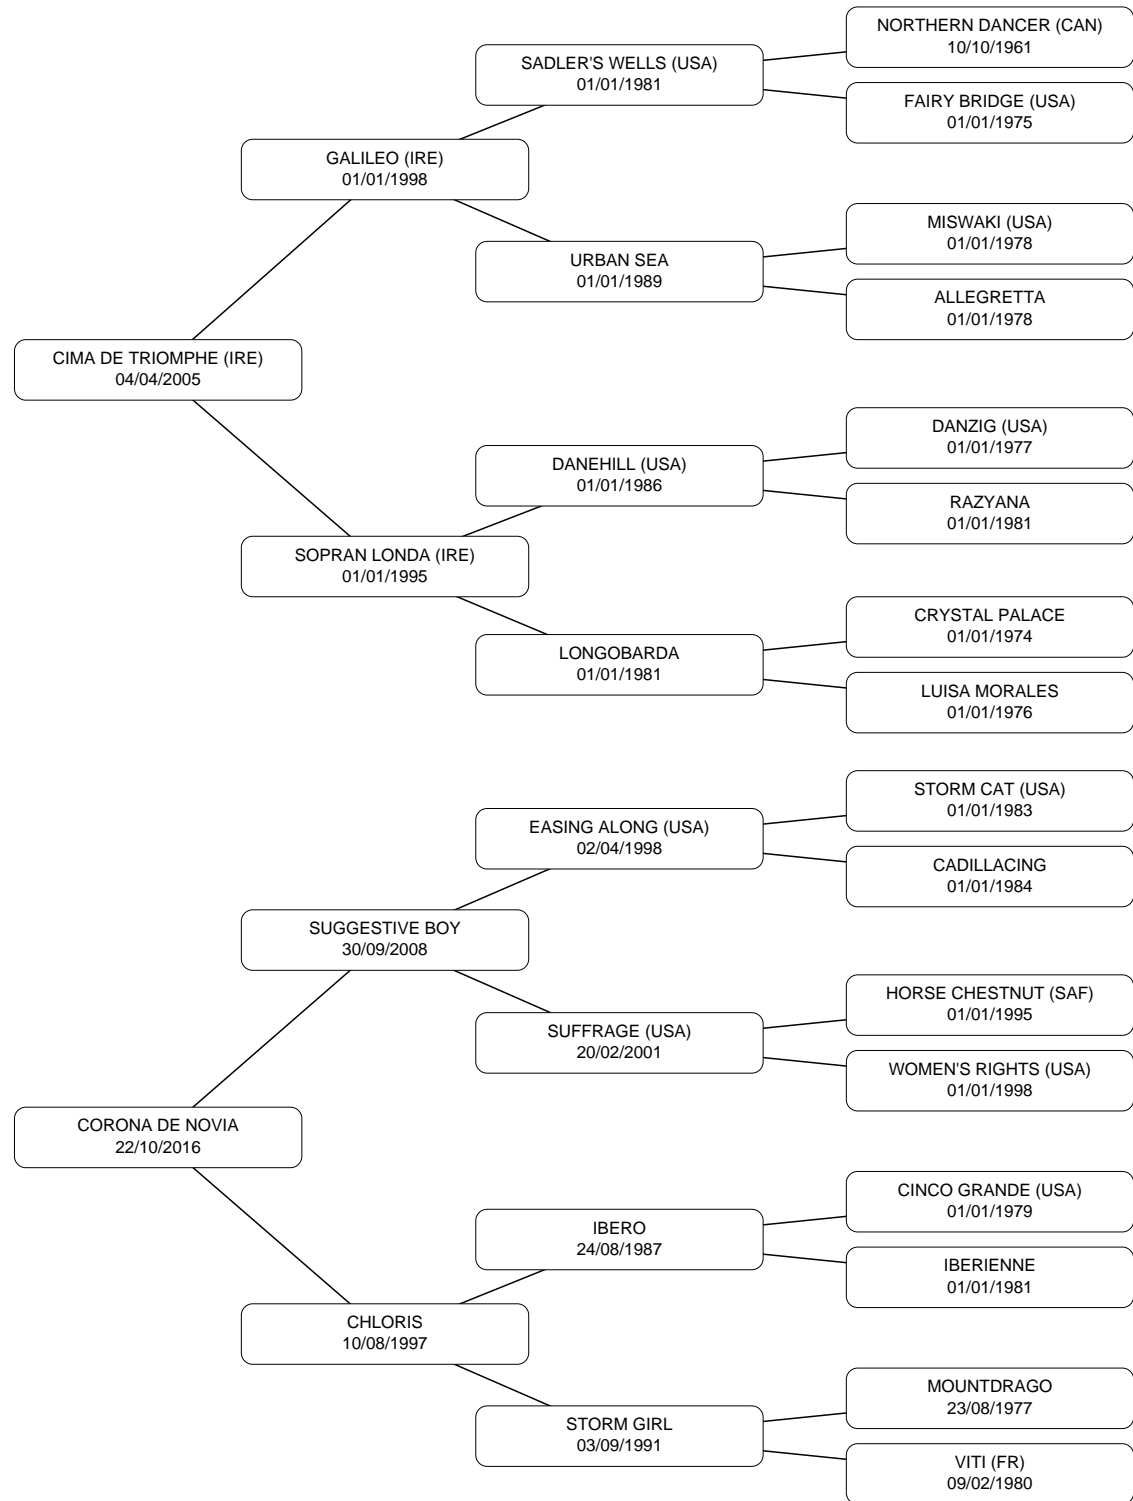 NORTHERN DANCER (CAN)
10/10/1961
SADLER'S WELLS (USA)
01/01/1981
FAIRY BRIDGE (USA)
01/01/1975
GALILEO (IRE)
01/01/1998
MISWAKI (USA)
01/01/1978
URBAN SEA
01/01/1989
ALLEGRETTA
01/01/1978
CIMA DE TRIOMPHE (IRE)
04/04/2005
DANZIG (USA)
01/01/1977
DANEHILL (USA)
01/01/1986
RAZYANA
01/01/1981
SOPRAN LONDA (IRE)
01/01/1995
CRYSTAL PALACE
01/01/1974
LONGOBARDA
01/01/1981
LUISA MORALES
01/01/1976
STORM CAT (USA)
01/01/1983
EASING ALONG (USA)
02/04/1998
CADILLACING
01/01/1984
SUGGESTIVE BOY
30/09/2008
HORSE CHESTNUT (SAF)
01/01/1995
SUFFRAGE (USA)
20/02/2001
WOMEN'S RIGHTS (USA)
01/01/1998
CORONA DE NOVIA
22/10/2016
CINCO GRANDE (USA)
01/01/1979
IBERO
24/08/1987
IBERIENNE
01/01/1981
CHLORIS
10/08/1997
MOUNTDRAGO
23/08/1977
STORM GIRL
03/09/1991
VITI (FR)
09/02/1980